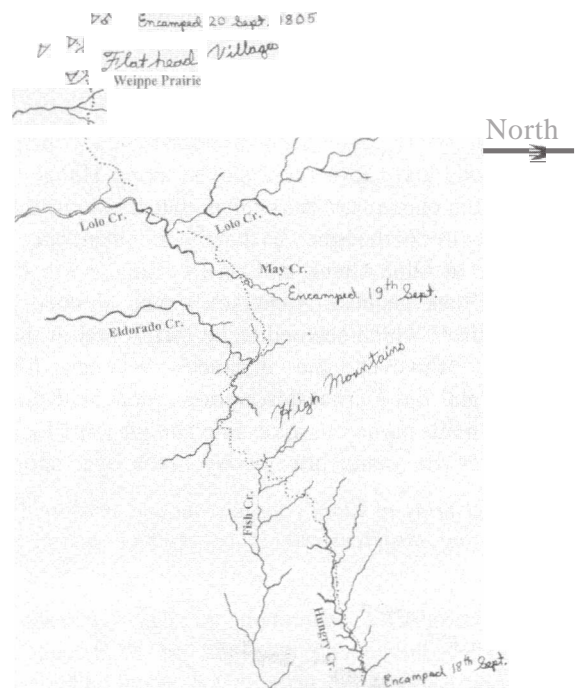 Encamped 20 Sept. 1805
Flathead Villages
Weippe Prairie
North
Lolo Cr.
Lolo Cr.
May Cr.
Encamped 19th Sept.
Eldorado Cr.
High Mountains
Fish Cr.
Hungry Cr.
Encamped 18th Sept.